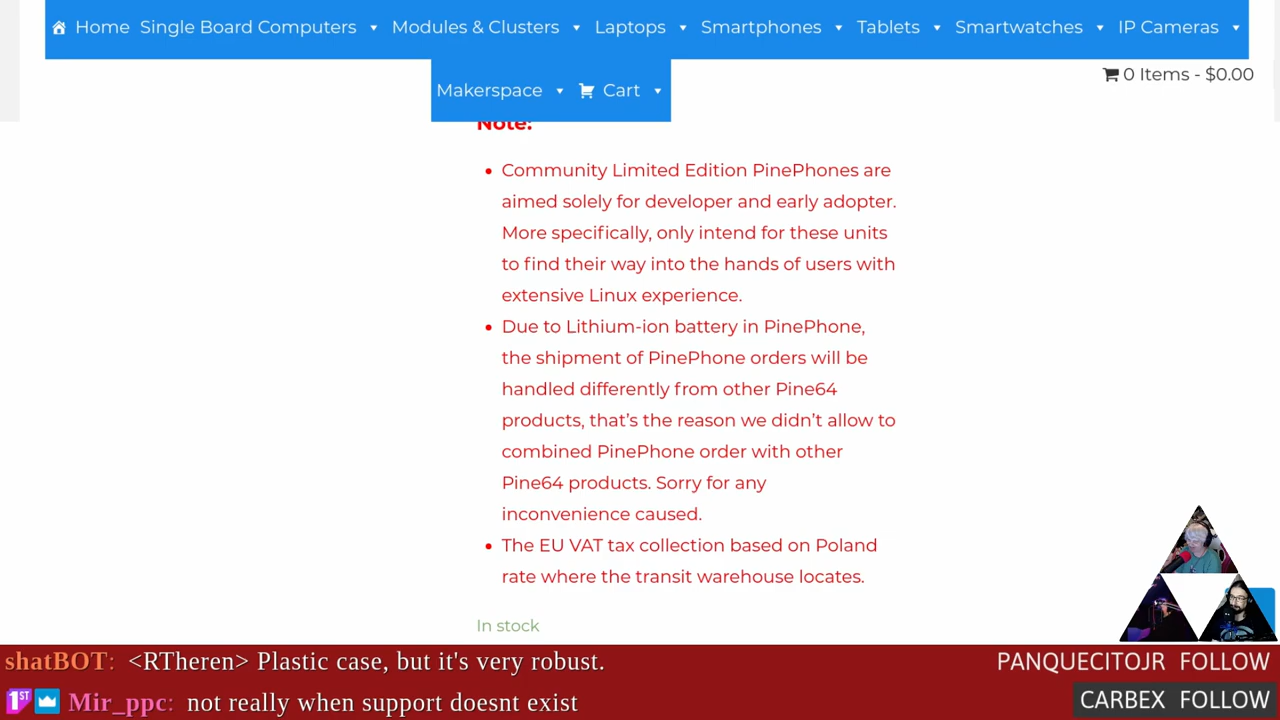 Home Single Board Computers Modules & Clusters Laptops Smartphones Tablets Smartwatches IP Cameras
Makerspace Cart
0 Items - $0.00
Note:
Community Limited Edition PinePhones are
aimed solely for developer and early adopter.
More specifically, only intend for these units
to find their way into the hands of users with
extensive Linux experience.
Due to Lithium-ion battery in PinePhone,
the shipment of PinePhone orders will be
handled differently from other Pine64
products, that's the reason we didn't allow to
combined PinePhone order with other
Pine64 products. Sorry for any
inconvenience caused.
The EU VAT tax collection based on Poland
rate where the transit warehouse locates.
In stock
shatBOT: <RTheren> Plastic case, but it's very robust.
PANQUECITOJR FOLLOW
1ST Mir_ppc: not really when support doesnt exist
CARBEX FOLLOW